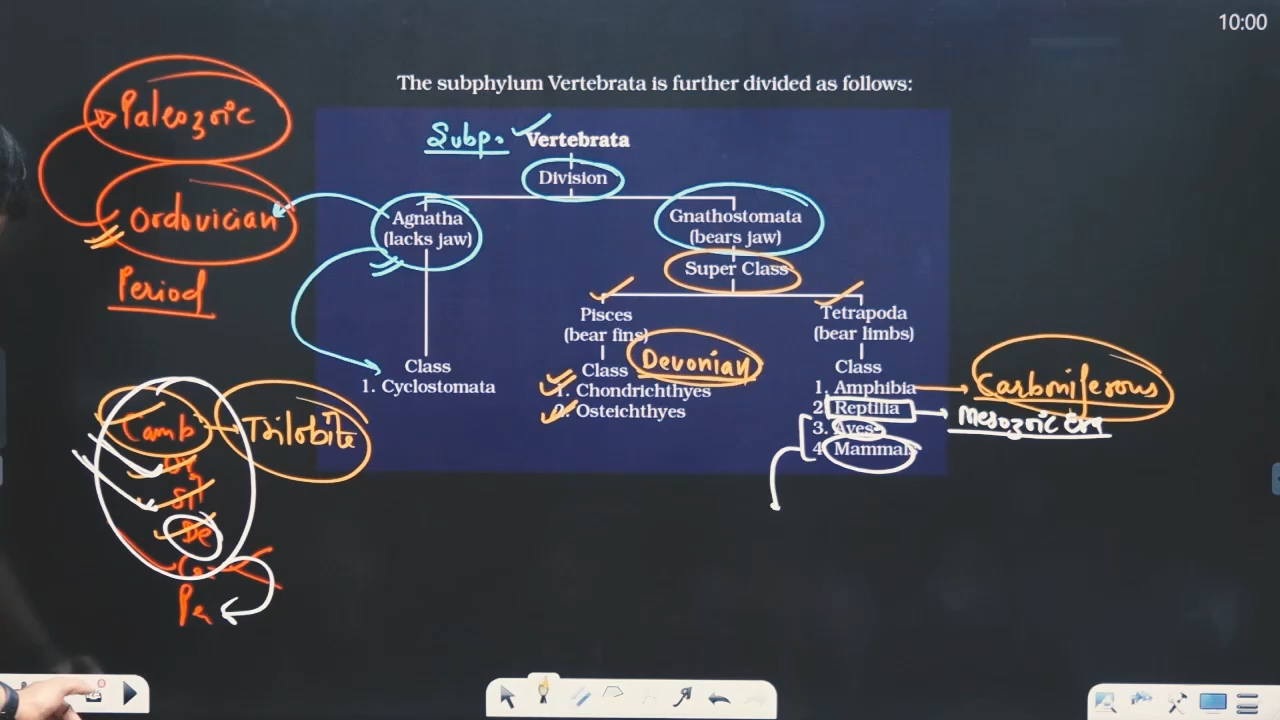 10:00
The subphylum Vertebrata is further divided as follows:
Paleozoic
Subp. Vertebrata
Division
Ordovician
Agnatha
(lacks jaw)
Gnathostomata
(bears jaw)
Super Class
Period
Pisces
(bear fins)
Tetrapoda
(bear limbs)
Devonian
Class
1. Cyclostomata
Class
1. Chondrichthyes
2. Osteichthyes
Class
1. Amphibia
Carboniferous
2. Reptilia
Mesozoic era
3. Aves
4. Mammals
Camb
Trilobite
De
Pe